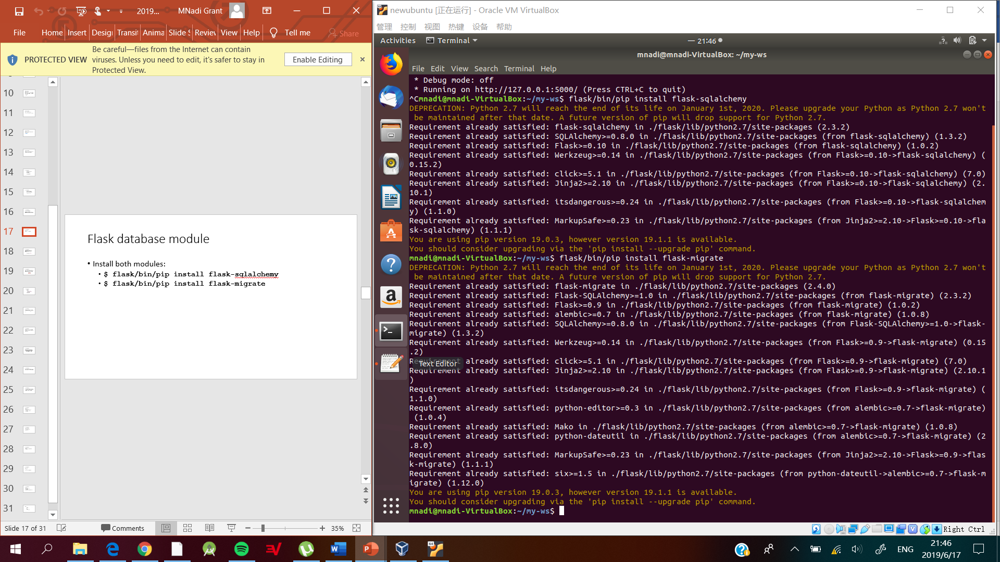 2019...
MNadi Grant
File Home Insert Desig Transit Anima Slide S Review View Help Tell me Share
PROTECTED VIEW
Be careful—files from the Internet can contain
viruses. Unless you need to edit, it's safer to stay in
Protected View.
Enable Editing
10
11
12
13
14
15
16
17
18
19
20
21
22
23
24
25
26
27
28
29
30
31
Flask database module
• Install both modules:
• $ flask/bin/pip install flask-sqlalchemy
• $ flask/bin/pip install flask-migrate
Slide 17 of 31
Comments
35%
newubuntu [正在运行] - Oracle VM VirtualBox
管理 控制 视图 热键 设备 帮助
Activities Terminal — 21:46
mnadi@mnadi-VirtualBox: ~/my-ws
File Edit View Search Terminal Help
* Debug mode: off
* Running on http://127.0.0.1:5000/ (Press CTRL+C to quit)
^Cmnadi@mnadi-VirtualBox:~/my-ws$ flask/bin/pip install flask-sqlalchemy
DEPRECATION: Python 2.7 will reach the end of its life on January 1st, 2020. Please upgrade your Python as Python 2.7 won't
be maintained after that date. A future version of pip will drop support for Python 2.7.
Requirement already satisfied: flask-sqlalchemy in ./flask/lib/python2.7/site-packages (2.3.2)
Requirement already satisfied: SQLAlchemy>=0.8.0 in ./flask/lib/python2.7/site-packages (from flask-sqlalchemy) (1.3.2)
Requirement already satisfied: Flask>=0.10 in ./flask/lib/python2.7/site-packages (from flask-sqlalchemy) (1.0.2)
Requirement already satisfied: Werkzeug>=0.14 in ./flask/lib/python2.7/site-packages (from Flask>=0.10->flask-sqlalchemy) (
0.15.2)
Requirement already satisfied: click>=5.1 in ./flask/lib/python2.7/site-packages (from Flask>=0.10->flask-sqlalchemy) (7.0)
Requirement already satisfied: Jinja2>=2.10 in ./flask/lib/python2.7/site-packages (from Flask>=0.10->flask-sqlalchemy) (2.
10.1)
Requirement already satisfied: itsdangerous>=0.24 in ./flask/lib/python2.7/site-packages (from Flask>=0.10->flask-sqlalchem
y) (1.1.0)
Requirement already satisfied: MarkupSafe>=0.23 in ./flask/lib/python2.7/site-packages (from Jinja2>=2.10->Flask>=0.10->fla
sk-sqlalchemy) (1.1.1)
You are using pip version 19.0.3, however version 19.1.1 is available.
You should consider upgrading via the 'pip install --upgrade pip' command.
mnadi@mnadi-VirtualBox:~/my-ws$ flask/bin/pip install flask-migrate
DEPRECATION: Python 2.7 will reach the end of its life on January 1st, 2020. Please upgrade your Python as Python 2.7 won't
be maintained after that date. A future version of pip will drop support for Python 2.7.
Requirement already satisfied: flask-migrate in ./flask/lib/python2.7/site-packages (2.4.0)
Requirement already satisfied: Flask-SQLAlchemy>=1.0 in ./flask/lib/python2.7/site-packages (from flask-migrate) (2.3.2)
Requirement already satisfied: Flask>=0.9 in ./flask/lib/python2.7/site-packages (from flask-migrate) (1.0.2)
Requirement already satisfied: alembic>=0.7 in ./flask/lib/python2.7/site-packages (from flask-migrate) (1.0.8)
Requirement already satisfied: SQLAlchemy>=0.8.0 in ./flask/lib/python2.7/site-packages (from Flask-SQLAlchemy>=1.0->flask-
migrate) (1.3.2)
Requirement already satisfied: Werkzeug>=0.14 in ./flask/lib/python2.7/site-packages (from Flask>=0.9->flask-migrate) (0.15
.2)
Requirement already satisfied: click>=5.1 in ./flask/lib/python2.7/site-packages (from Flask>=0.9->flask-migrate) (7.0)
Text Editor
Requirement already satisfied: Jinja2>=2.10 in ./flask/lib/python2.7/site-packages (from Flask>=0.9->flask-migrate) (2.10.1
)
Requirement already satisfied: itsdangerous>=0.24 in ./flask/lib/python2.7/site-packages (from Flask>=0.9->flask-migrate) (
1.1.0)
Requirement already satisfied: python-editor>=0.3 in ./flask/lib/python2.7/site-packages (from alembic>=0.7->flask-migrate)
(1.0.4)
Requirement already satisfied: Mako in ./flask/lib/python2.7/site-packages (from alembic>=0.7->flask-migrate) (1.0.8)
Requirement already satisfied: python-dateutil in ./flask/lib/python2.7/site-packages (from alembic>=0.7->flask-migrate) (2
.8.0)
Requirement already satisfied: MarkupSafe>=0.23 in ./flask/lib/python2.7/site-packages (from Jinja2>=2.10->Flask>=0.9->flas
k-migrate) (1.1.1)
Requirement already satisfied: six>=1.5 in ./flask/lib/python2.7/site-packages (from python-dateutil->alembic>=0.7->flask-m
igrate) (1.12.0)
You are using pip version 19.0.3, however version 19.1.1 is available.
You should consider upgrading via the 'pip install --upgrade pip' command.
mnadi@mnadi-VirtualBox:~/my-ws$
Right Ctrl
ENG
21:46
2019/6/17